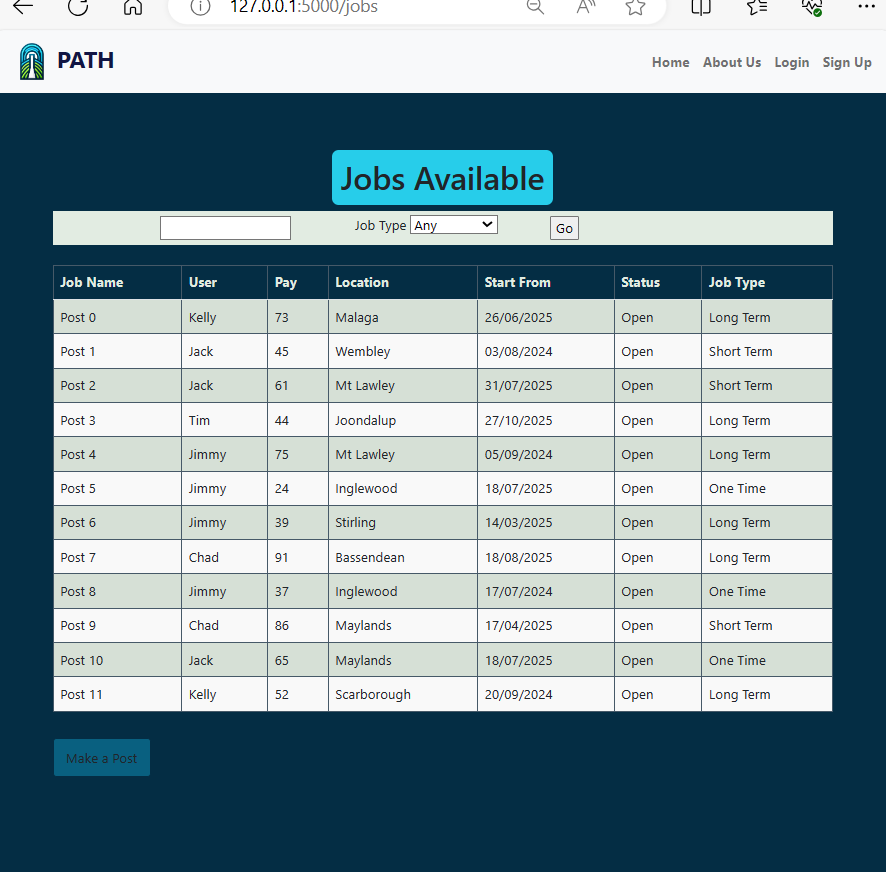 127.0.0.1:5000/jobs
PATH
Home About Us Login Sign Up
Jobs Available
Job Type Any Go
Job Name User Pay Location Start From Status Job Type
Post 0 Kelly 73 Malaga 26/06/2025 Open Long Term
Post 1 Jack 45 Wembley 03/08/2024 Open Short Term
Post 2 Jack 61 Mt Lawley 31/07/2025 Open Short Term
Post 3 Tim 44 Joondalup 27/10/2025 Open Long Term
Post 4 Jimmy 75 Mt Lawley 05/09/2024 Open Long Term
Post 5 Jimmy 24 Inglewood 18/07/2025 Open One Time
Post 6 Jimmy 39 Stirling 14/03/2025 Open Long Term
Post 7 Chad 91 Bassendean 18/08/2025 Open Long Term
Post 8 Jimmy 37 Inglewood 17/07/2024 Open One Time
Post 9 Chad 86 Maylands 17/04/2025 Open Short Term
Post 10 Jack 65 Maylands 18/07/2025 Open One Time
Post 11 Kelly 52 Scarborough 20/09/2024 Open Long Term
Make a Post